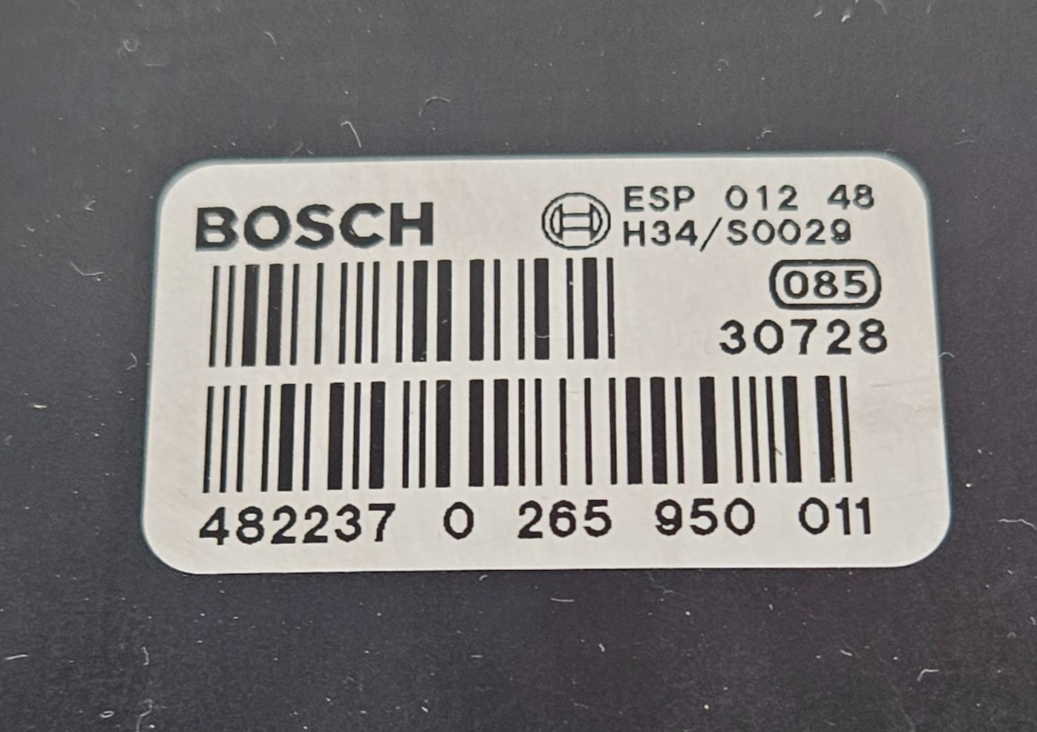 BOSCH
ESP 012 48
H34/S0029
085
30728
482237 0 265 950 011